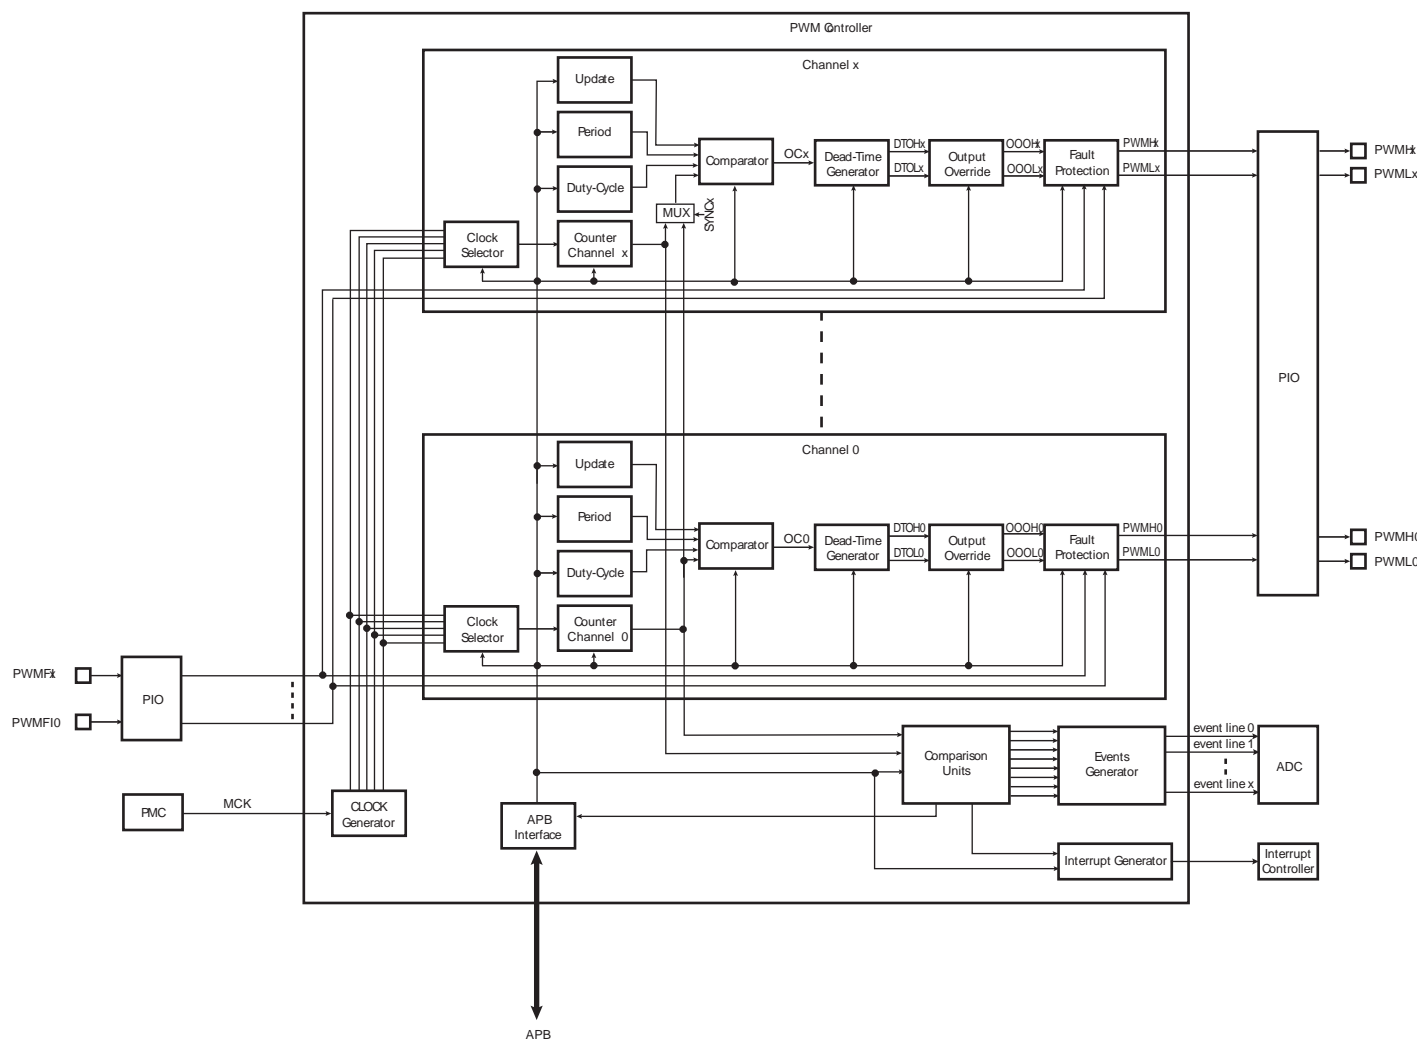 PWM Controller
Channel x
Update
Period
Duty-Cycle
Comparator
OCx
MUX
SYNCx
Clock
Selector
Counter
Channel x
Dead-Time
Generator
DTOHx
DTOLx
Output
Override
OOOHx
OOOLx
Fault
Protection
PWMHx
PWMLx
PIO
PWMHx
PWMLx
Channel 0
Update
Period
Duty-Cycle
Comparator
OC0
Clock
Selector
Counter
Channel 0
Dead-Time
Generator
DTOH0
DTOL0
Output
Override
OOOH0
OOOL0
Fault
Protection
PWMH0
PWML0
PWMH0
PWML0
PWMFIx
PWMFI0
PIO
PMC
MCK
CLOCK
Generator
APB
Interface
APB
Comparison
Units
Events
Generator
event line 0
event line 1
event line x
ADC
Interrupt Generator
Interrupt
Controller